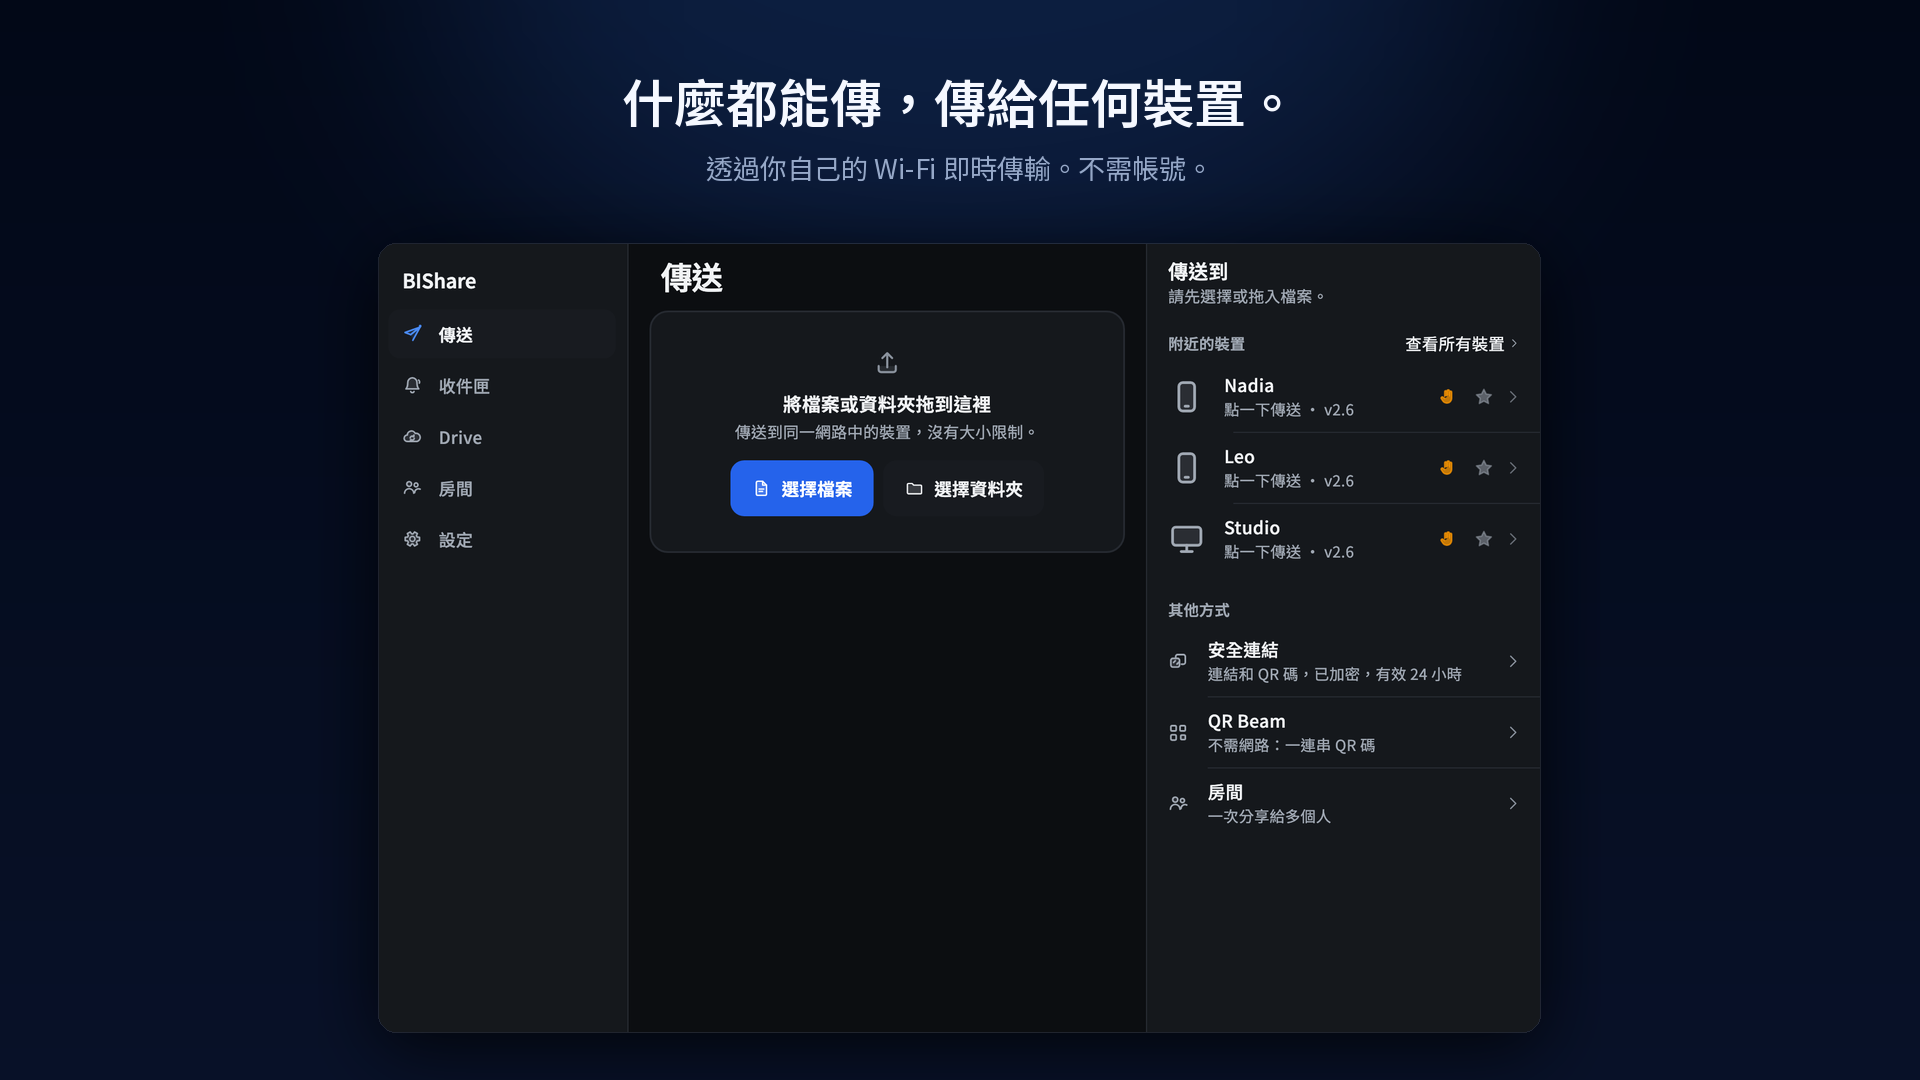 什麼都能傳，傳給任何裝置。
透過你自己的 Wi-Fi 即時傳輸。不需帳號。
BIShare
傳送
收件匣
Drive
房間
設定
傳送
將檔案或資料夾拖到這裡
傳送到同一網路中的裝置，沒有大小限制。
選擇檔案
選擇資料夾
傳送到
請先選擇或拖入檔案。
附近的裝置
查看所有裝置
Nadia
點一下傳送 • v2.6
Leo
點一下傳送 • v2.6
Studio
點一下傳送 • v2.6
其他方式
安全連結
連結和 QR 碼，已加密，有效 24 小時
QR Beam
不需網路：一連串 QR 碼
房間
一次分享給多個人